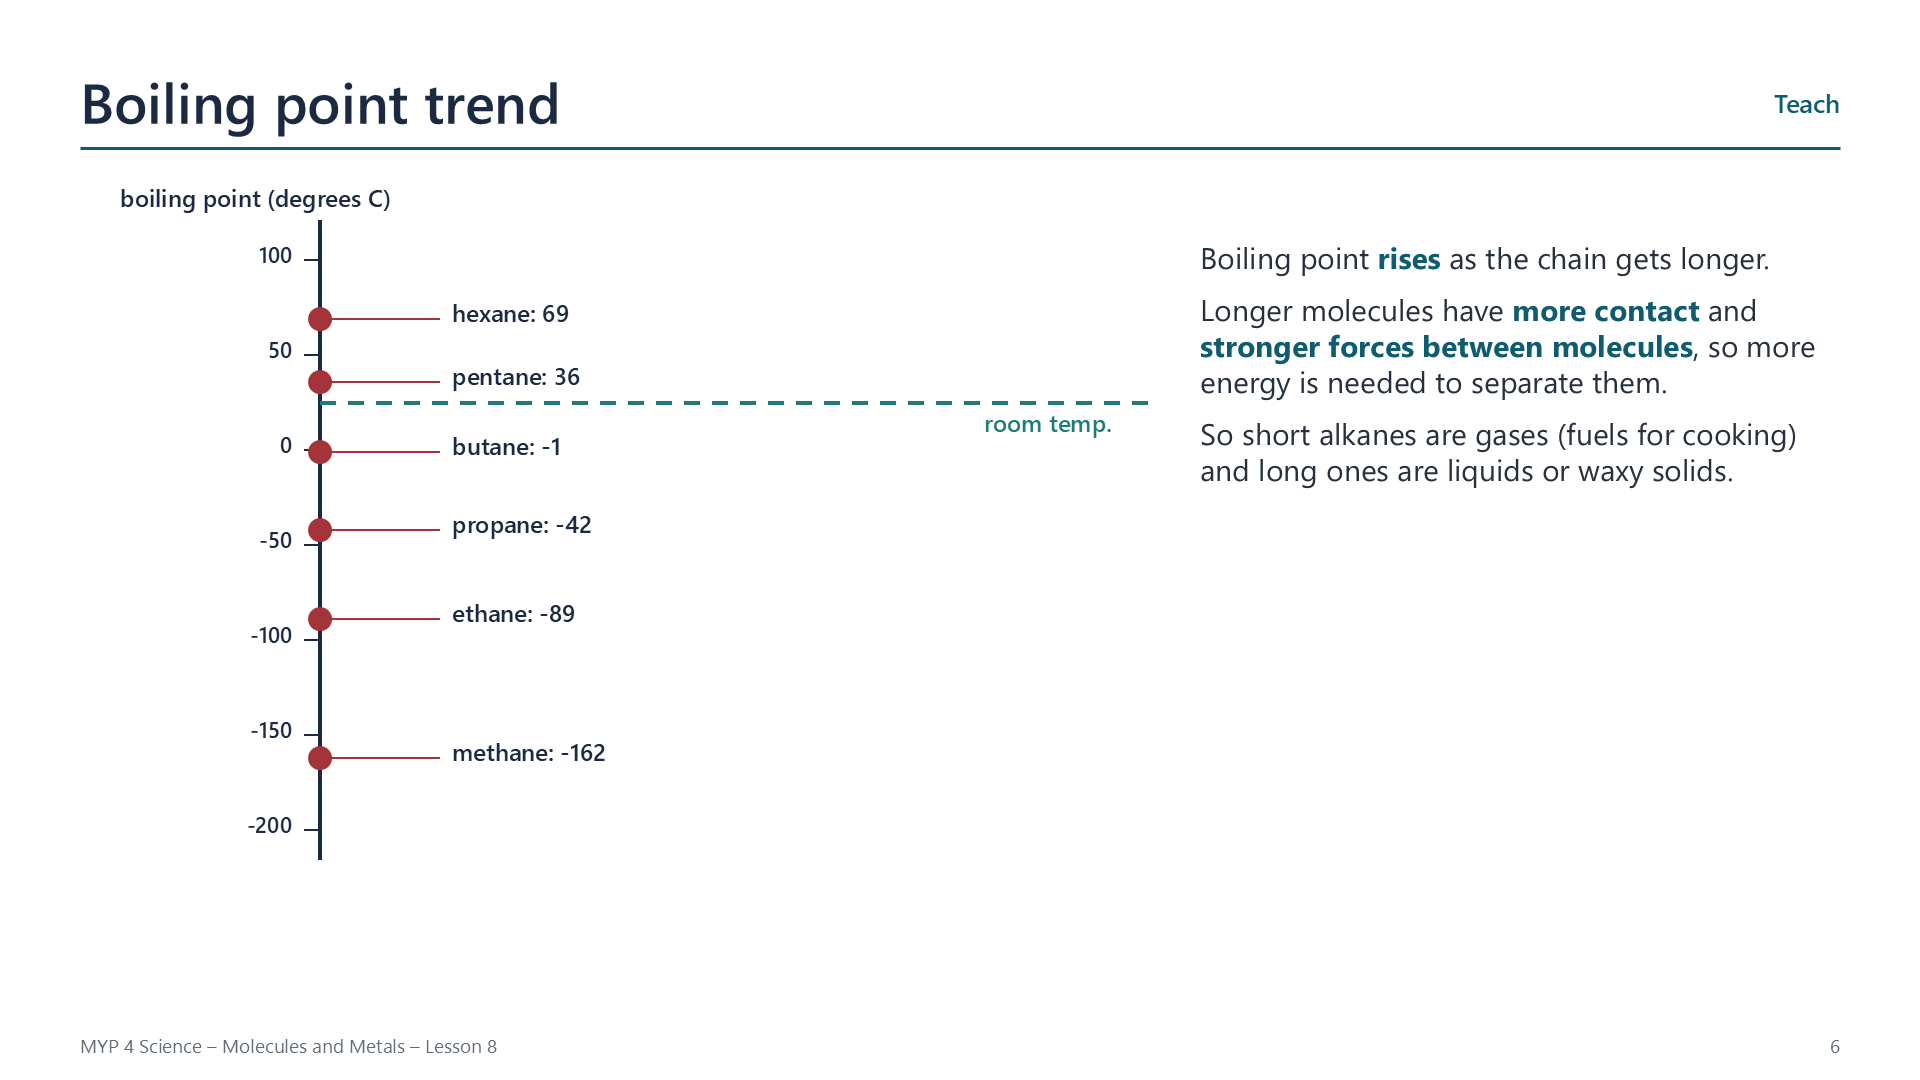 Boiling point trend
Teach
boiling point (degrees C)
100
hexane: 69
50
pentane: 36
room temp.
0
butane: -1
propane: -42
-50
ethane: -89
-100
-150
methane: -162
-200
Boiling point rises as the chain gets longer.
Longer molecules have more contact and
stronger forces between molecules, so more
energy is needed to separate them.
So short alkanes are gases (fuels for cooking)
and long ones are liquids or waxy solids.
MYP 4 Science – Molecules and Metals – Lesson 8
6